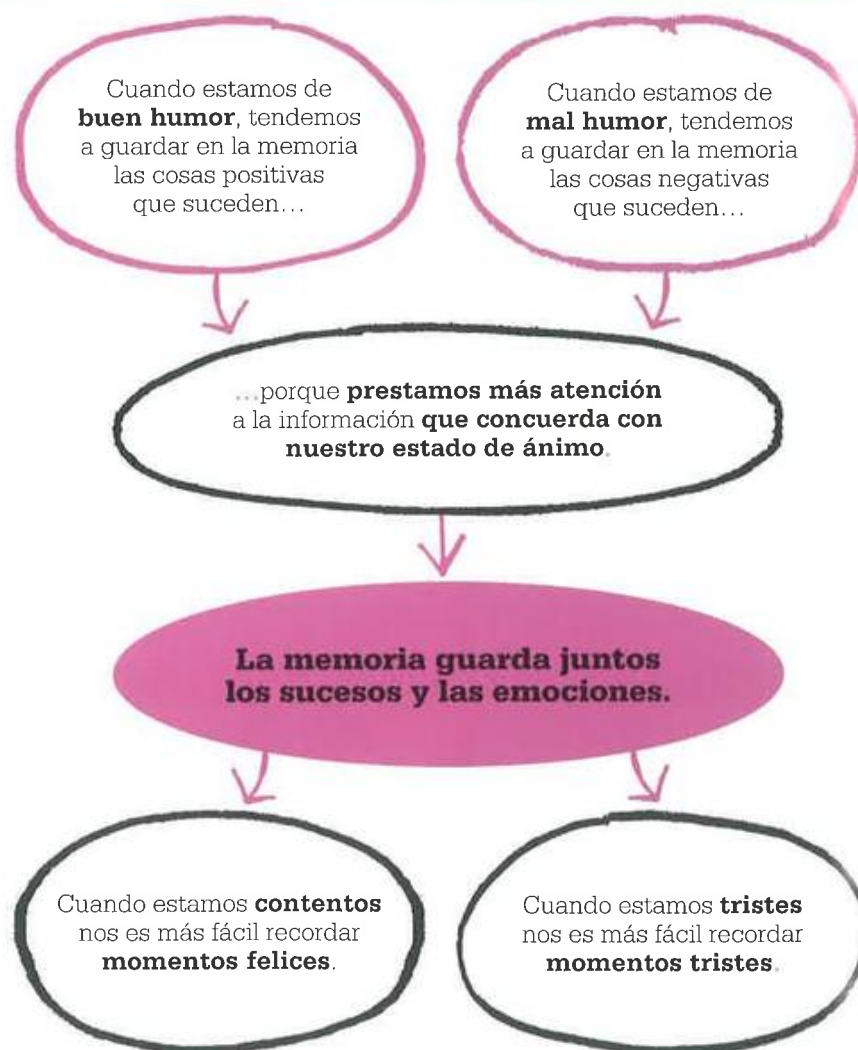 Cuando estamos de
buen humor, tendemos
a guardar en la memoria
las cosas positivas
que suceden…
Cuando estamos de
mal humor, tendemos
a guardar en la memoria
las cosas negativas
que suceden…
…porque prestamos más atención
a la información que concuerda con
nuestro estado de ánimo.
La memoria guarda juntos
los sucesos y las emociones.
Cuando estamos contentos
nos es más fácil recordar
momentos felices.
Cuando estamos tristes
nos es más fácil recordar
momentos tristes.